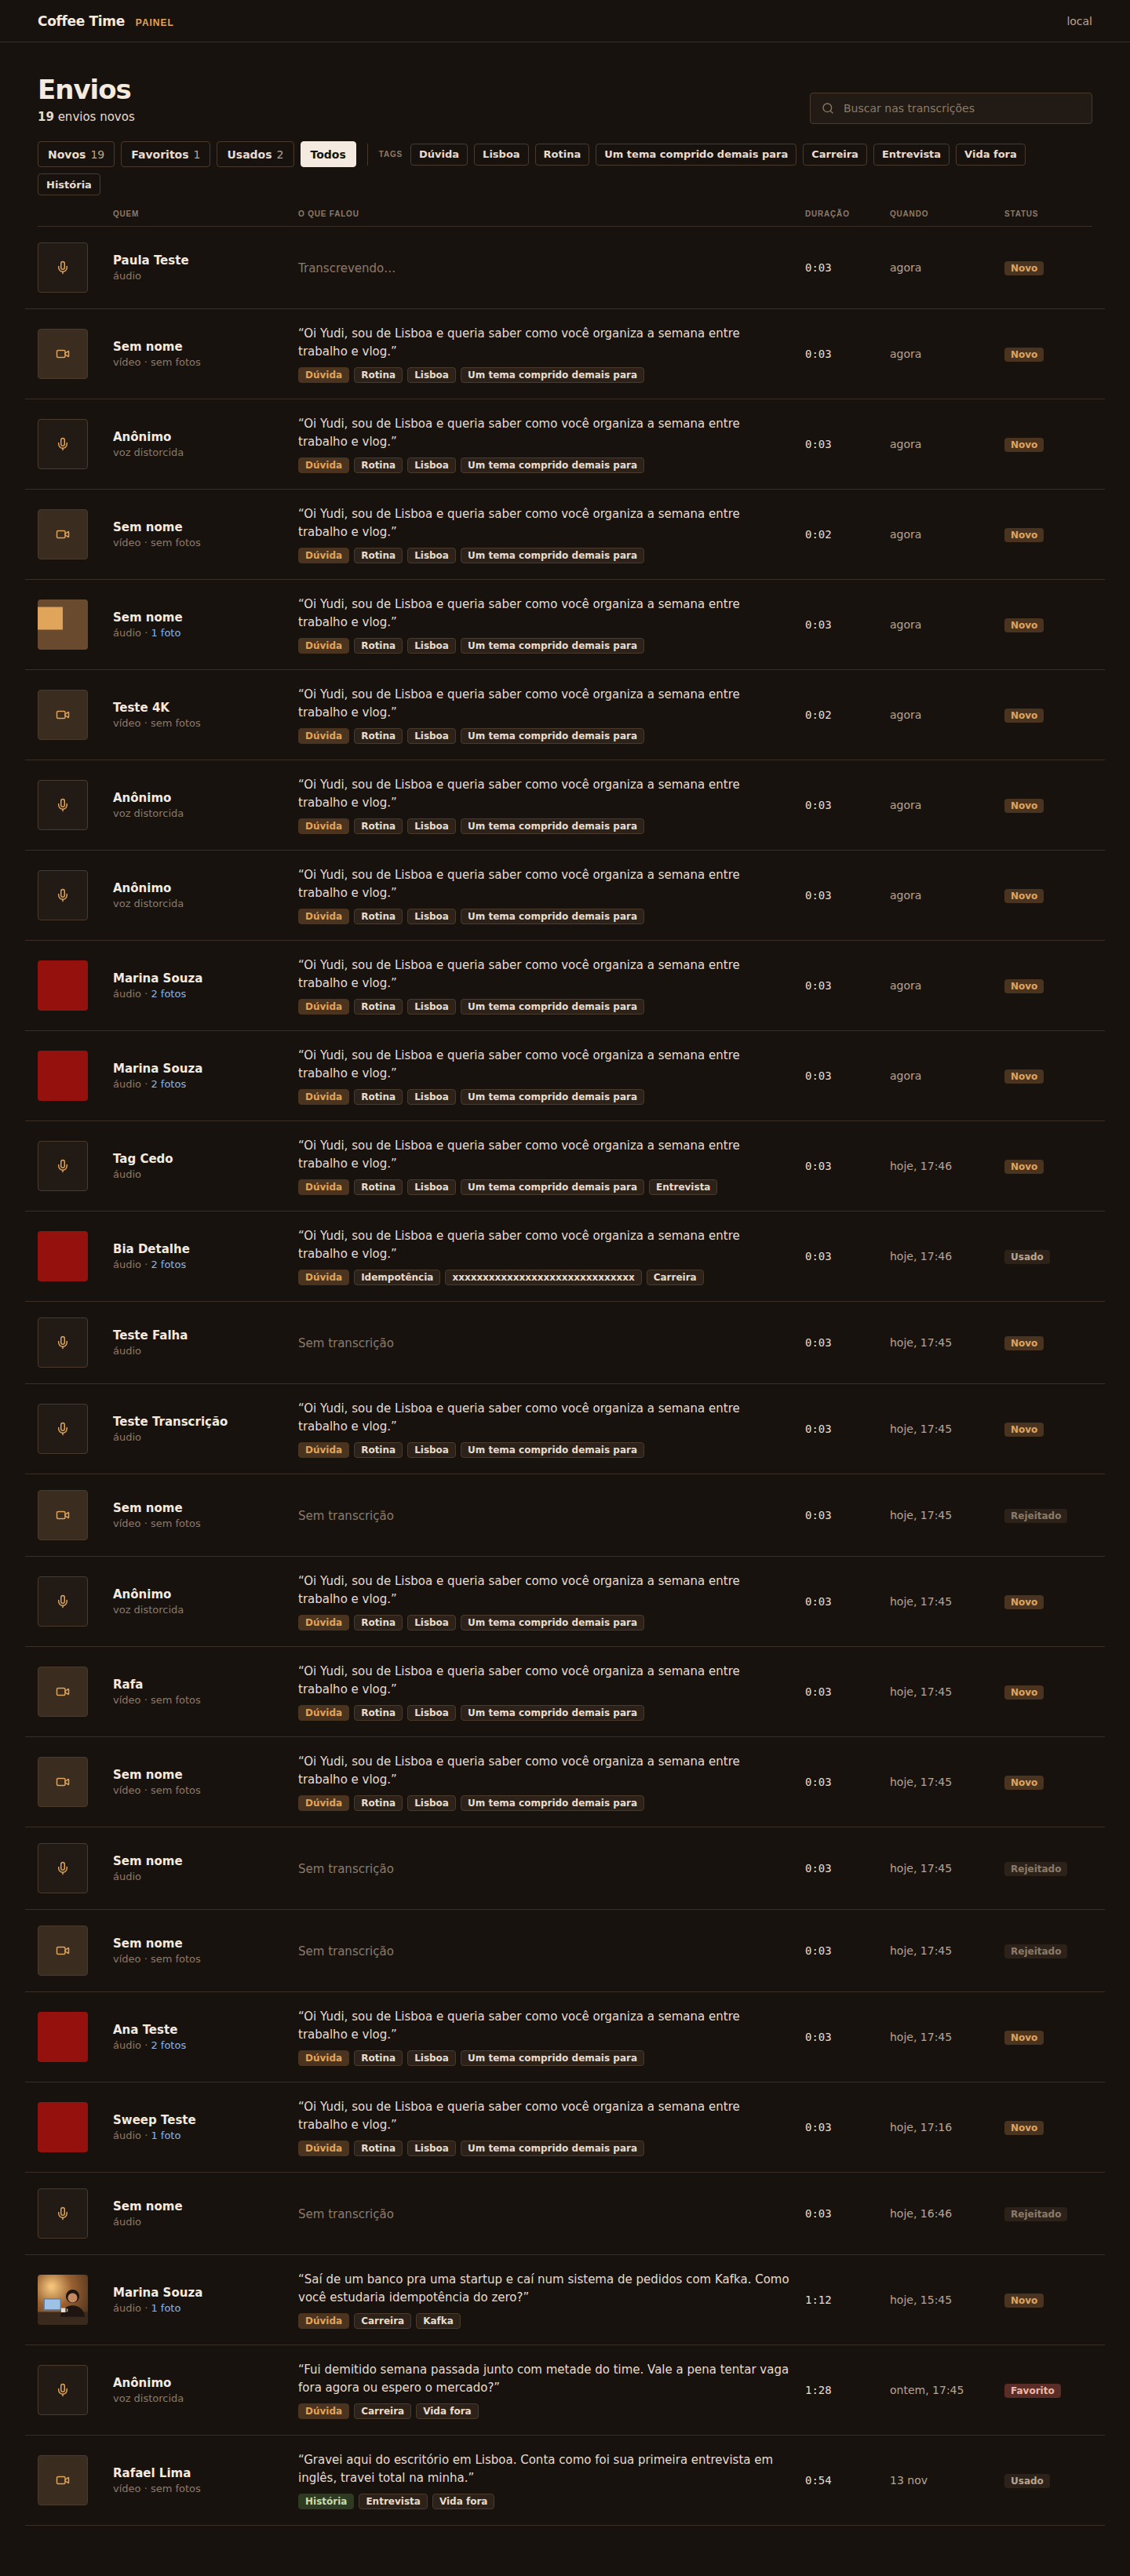 Coffee Time PAINEL local
Envios
19 envios novos
Buscar nas transcrições
Novos 19 Favoritos 1 Usados 2 Todos TAGS Dúvida Lisboa Rotina Um tema comprido demais para Carreira Entrevista Vida fora
História
QUEM O QUE FALOU DURAÇÃO QUANDO STATUS
Paula Teste
áudio
Transcrevendo…
0:03 agora Novo
Sem nome
vídeo · sem fotos
“Oi Yudi, sou de Lisboa e queria saber como você organiza a semana entre
trabalho e vlog.”
Dúvida Rotina Lisboa Um tema comprido demais para
0:03 agora Novo
Anônimo
voz distorcida
“Oi Yudi, sou de Lisboa e queria saber como você organiza a semana entre
trabalho e vlog.”
Dúvida Rotina Lisboa Um tema comprido demais para
0:03 agora Novo
Sem nome
vídeo · sem fotos
“Oi Yudi, sou de Lisboa e queria saber como você organiza a semana entre
trabalho e vlog.”
Dúvida Rotina Lisboa Um tema comprido demais para
0:02 agora Novo
Sem nome
áudio · 1 foto
“Oi Yudi, sou de Lisboa e queria saber como você organiza a semana entre
trabalho e vlog.”
Dúvida Rotina Lisboa Um tema comprido demais para
0:03 agora Novo
Teste 4K
vídeo · sem fotos
“Oi Yudi, sou de Lisboa e queria saber como você organiza a semana entre
trabalho e vlog.”
Dúvida Rotina Lisboa Um tema comprido demais para
0:02 agora Novo
Anônimo
voz distorcida
“Oi Yudi, sou de Lisboa e queria saber como você organiza a semana entre
trabalho e vlog.”
Dúvida Rotina Lisboa Um tema comprido demais para
0:03 agora Novo
Anônimo
voz distorcida
“Oi Yudi, sou de Lisboa e queria saber como você organiza a semana entre
trabalho e vlog.”
Dúvida Rotina Lisboa Um tema comprido demais para
0:03 agora Novo
Marina Souza
áudio · 2 fotos
“Oi Yudi, sou de Lisboa e queria saber como você organiza a semana entre
trabalho e vlog.”
Dúvida Rotina Lisboa Um tema comprido demais para
0:03 agora Novo
Marina Souza
áudio · 2 fotos
“Oi Yudi, sou de Lisboa e queria saber como você organiza a semana entre
trabalho e vlog.”
Dúvida Rotina Lisboa Um tema comprido demais para
0:03 agora Novo
Tag Cedo
áudio
“Oi Yudi, sou de Lisboa e queria saber como você organiza a semana entre
trabalho e vlog.”
Dúvida Rotina Lisboa Um tema comprido demais para Entrevista
0:03 hoje, 17:46 Novo
Bia Detalhe
áudio · 2 fotos
“Oi Yudi, sou de Lisboa e queria saber como você organiza a semana entre
trabalho e vlog.”
Dúvida Idempotência xxxxxxxxxxxxxxxxxxxxxxxxxxxxxx Carreira
0:03 hoje, 17:46 Usado
Teste Falha
áudio
Sem transcrição
0:03 hoje, 17:45 Novo
Teste Transcrição
áudio
“Oi Yudi, sou de Lisboa e queria saber como você organiza a semana entre
trabalho e vlog.”
Dúvida Rotina Lisboa Um tema comprido demais para
0:03 hoje, 17:45 Novo
Sem nome
vídeo · sem fotos
Sem transcrição
0:03 hoje, 17:45 Rejeitado
Anônimo
voz distorcida
“Oi Yudi, sou de Lisboa e queria saber como você organiza a semana entre
trabalho e vlog.”
Dúvida Rotina Lisboa Um tema comprido demais para
0:03 hoje, 17:45 Novo
Rafa
vídeo · sem fotos
“Oi Yudi, sou de Lisboa e queria saber como você organiza a semana entre
trabalho e vlog.”
Dúvida Rotina Lisboa Um tema comprido demais para
0:03 hoje, 17:45 Novo
Sem nome
vídeo · sem fotos
“Oi Yudi, sou de Lisboa e queria saber como você organiza a semana entre
trabalho e vlog.”
Dúvida Rotina Lisboa Um tema comprido demais para
0:03 hoje, 17:45 Novo
Sem nome
áudio
Sem transcrição
0:03 hoje, 17:45 Rejeitado
Sem nome
vídeo · sem fotos
Sem transcrição
0:03 hoje, 17:45 Rejeitado
Ana Teste
áudio · 2 fotos
“Oi Yudi, sou de Lisboa e queria saber como você organiza a semana entre
trabalho e vlog.”
Dúvida Rotina Lisboa Um tema comprido demais para
0:03 hoje, 17:45 Novo
Sweep Teste
áudio · 1 foto
“Oi Yudi, sou de Lisboa e queria saber como você organiza a semana entre
trabalho e vlog.”
Dúvida Rotina Lisboa Um tema comprido demais para
0:03 hoje, 17:16 Novo
Sem nome
áudio
Sem transcrição
0:03 hoje, 16:46 Rejeitado
Marina Souza
áudio · 1 foto
“Saí de um banco pra uma startup e caí num sistema de pedidos com Kafka. Como
você estudaria idempotência do zero?”
Dúvida Carreira Kafka
1:12 hoje, 15:45 Novo
Anônimo
voz distorcida
“Fui demitido semana passada junto com metade do time. Vale a pena tentar vaga
fora agora ou espero o mercado?”
Dúvida Carreira Vida fora
1:28 ontem, 17:45 Favorito
Rafael Lima
vídeo · sem fotos
“Gravei aqui do escritório em Lisboa. Conta como foi sua primeira entrevista em
inglês, travei total na minha.”
História Entrevista Vida fora
0:54 13 nov Usado